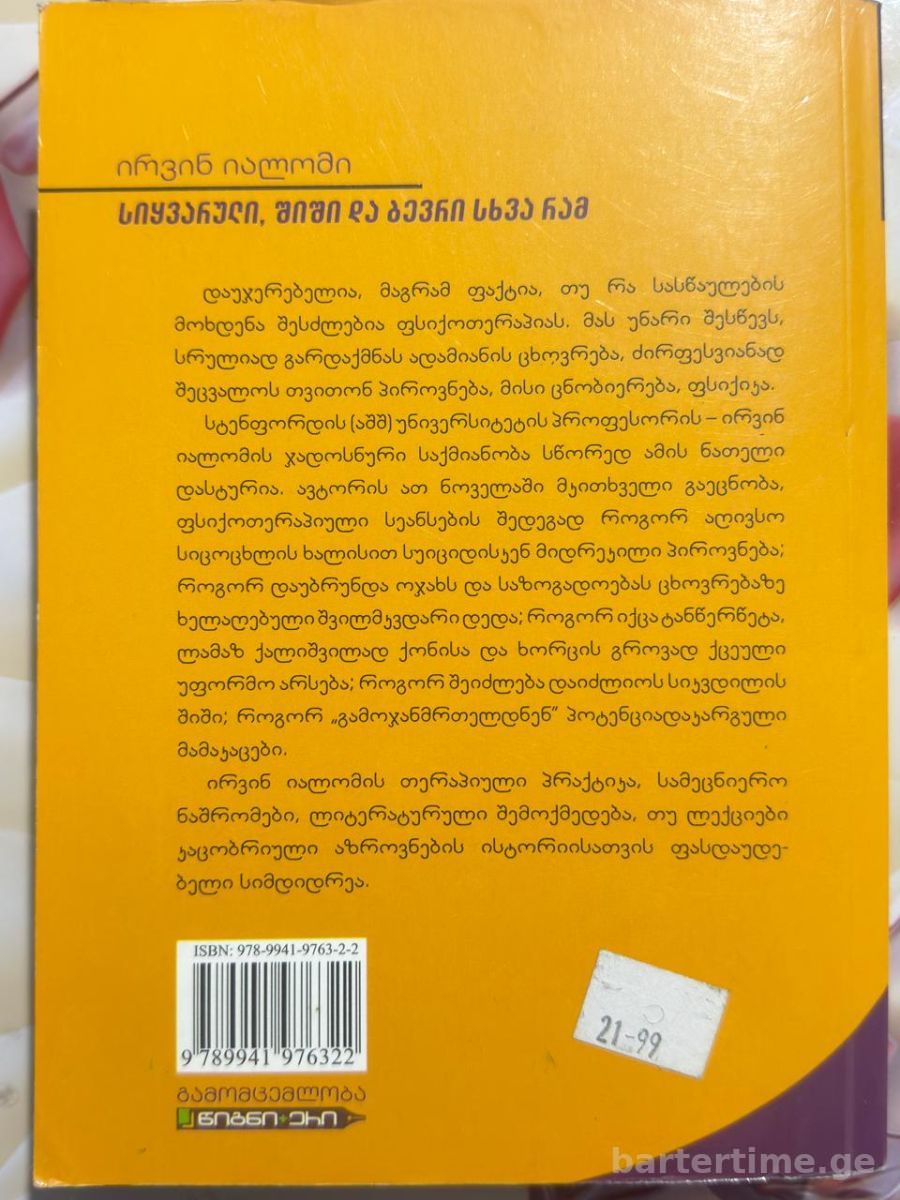 ირვინ იალომი
სიყვარული, შიში და ბევრი სხვა რამ
დაუჯერებელია, მაგრამ ფაქტია, თუ რა სასწაულების
მოხდენა შესძლებია ფსიქოთერაპიას. მას უნარი შესწევს,
სრულიად გარდაქმნას ადამიანის ცხოვრება, ძირფესვიანად
შეცვალოს თვითონ პიროვნება, მისი ცნობიერება, ფსიქიკა.
სტენფორდის (აშშ) უნივერსიტეტის პროფესორის – ირვინ
იალომის ჯადოსნური საქმიანობა სწორედ ამის ნათელი
დასტურია. ავტორის ათ ნოველაში მკითხველი გაეცნობა,
ფსიქოთერაპიული სეანსების შედეგად როგორ აღივსო
სიცოცხლის ხალისით სუიციდისკენ მიდრეკილი პიროვნება;
როგორ დაუბრუნდა ოჯახს და საზოგადოებას ცხოვრებაზე
ხელაღებული შვილმკვდარი დედა; როგორ იქცა ტანწერწეტა,
ლამაზ ქალიშვილად ქონისა და ხორცის გროვად ქცეული
უფორმო არსება; როგორ შეიძლება დაიძლიოს სიკვდილის
შიში; როგორ „გამოჯანმრთელდნენ“ პოტენციადაკარგული
მამაკაცები.
ირვინ იალომის თერაპიული პრაქტიკა, სამეცნიერო
ნაშრომები, ლიტერატურული შემოქმედება, თუ ლექციები
კაცობრიული აზროვნების ისტორიისათვის ფასდაუდე-
ბელი სიმდიდრეა.
ISBN: 978-9941-9763-2-2
9 789941 976322
21-99
გამომცემლობა
წიგნი+ერი
bartertime.ge